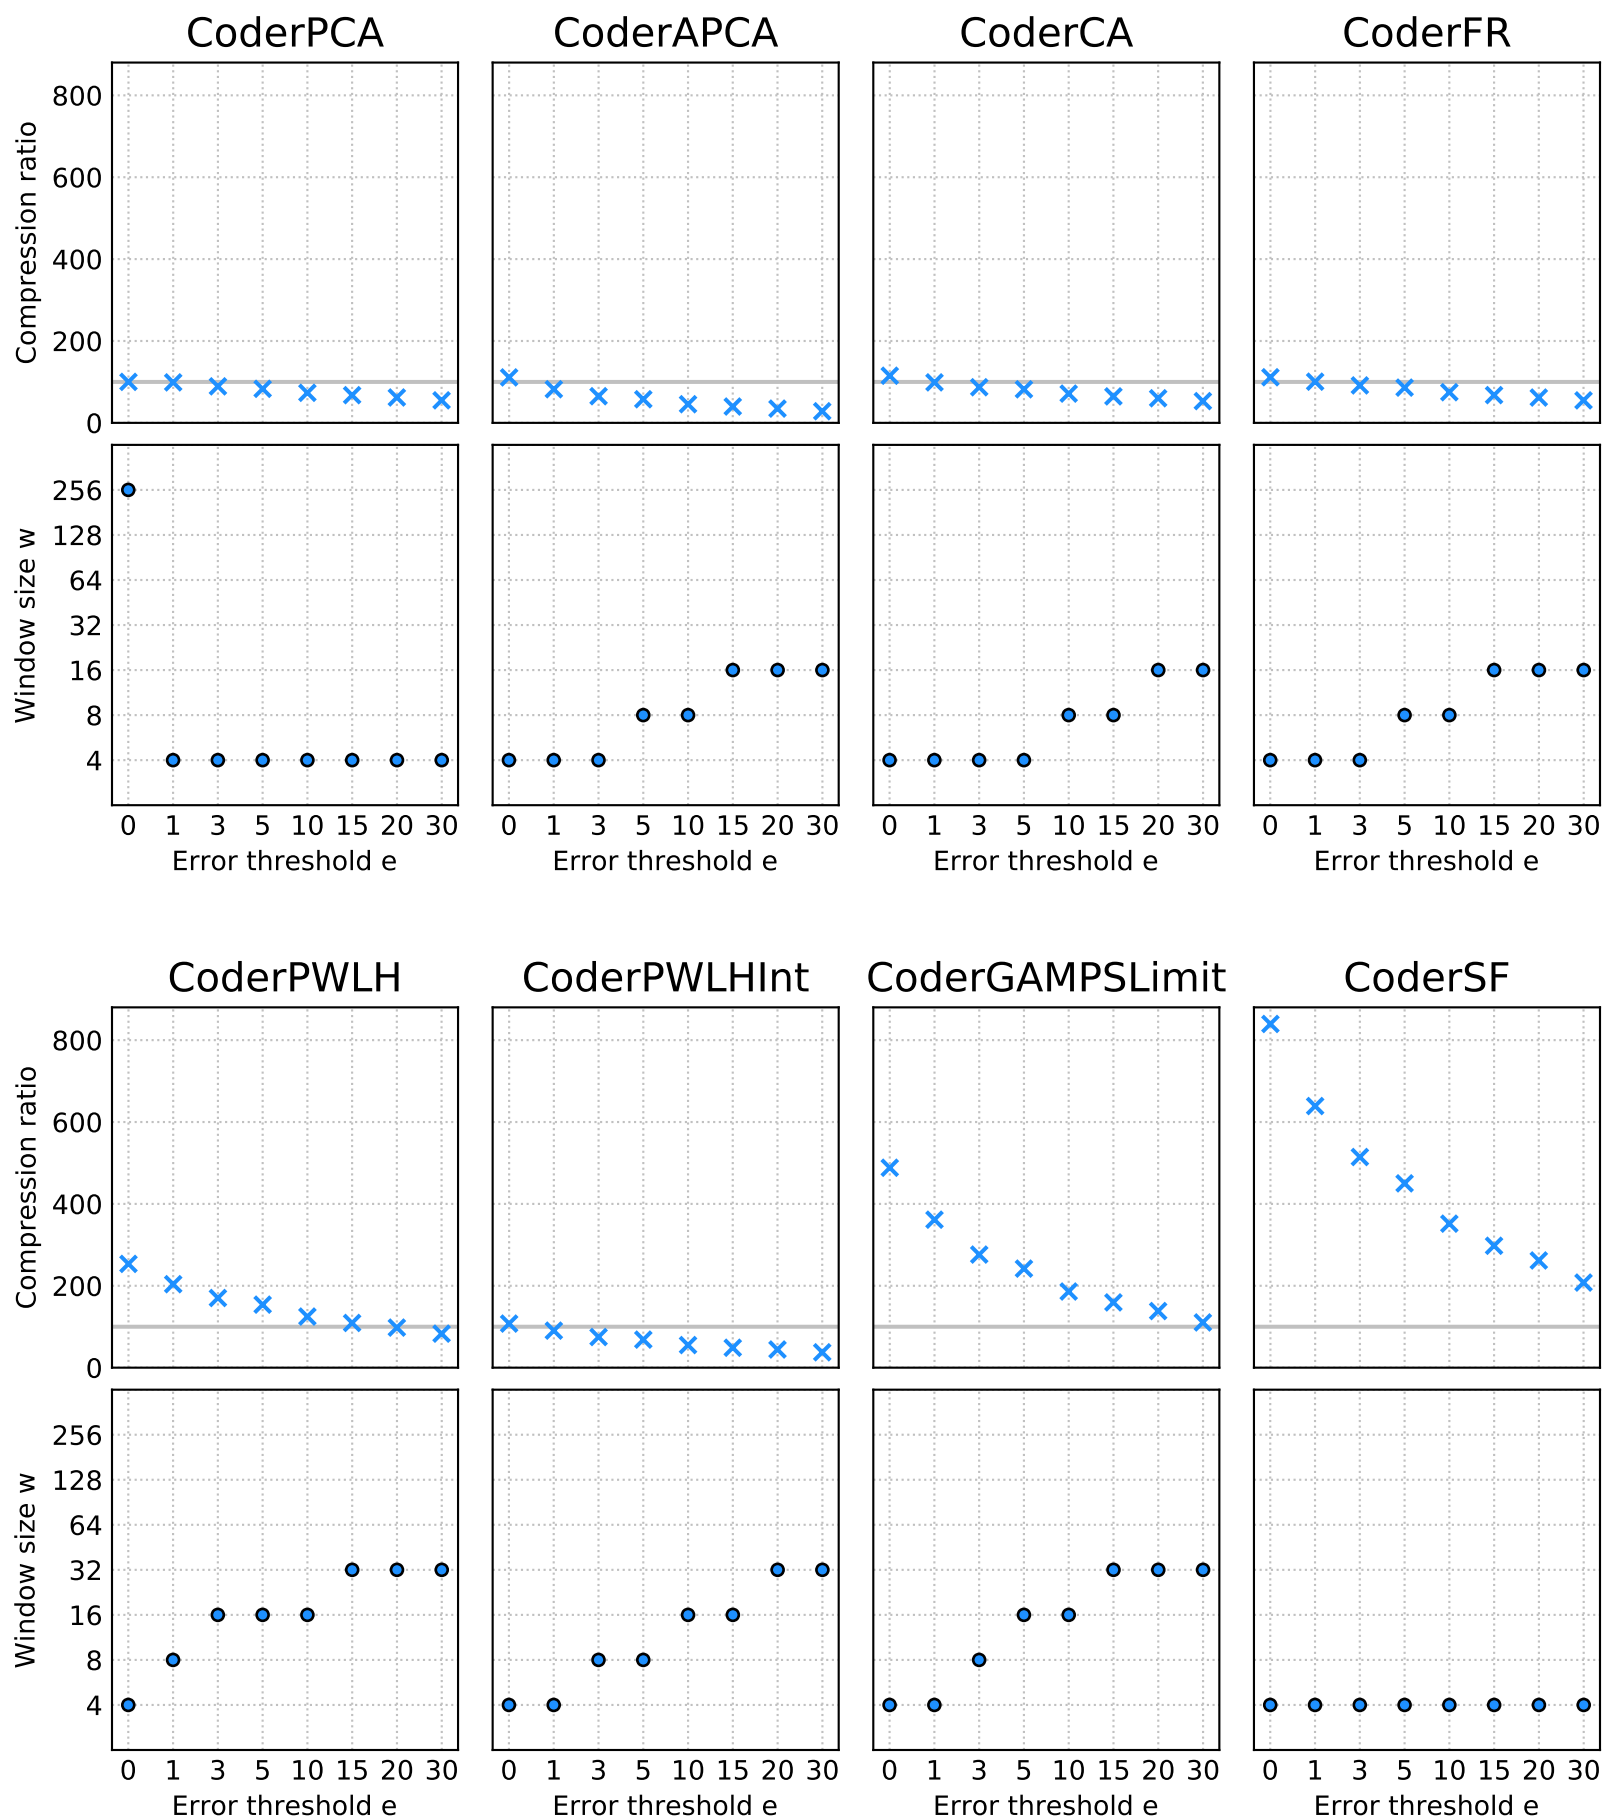 CoderPCA CoderAPCA CoderCA CoderFR
Compression ratio
800
600
400
200
0
Window size w
256
128
64
32
16
8
4
0 1 3 5 10 15 20 30 0 1 3 5 10 15 20 30 0 1 3 5 10 15 20 30 0 1 3 5 10 15 20 30
Error threshold e Error threshold e Error threshold e Error threshold e
CoderPWLH CoderPWLHInt CoderGAMPSLimit CoderSF
Compression ratio
800
600
400
200
0
Window size w
256
128
64
32
16
8
4
0 1 3 5 10 15 20 30 0 1 3 5 10 15 20 30 0 1 3 5 10 15 20 30 0 1 3 5 10 15 20 30
Error threshold e Error threshold e Error threshold e Error threshold e